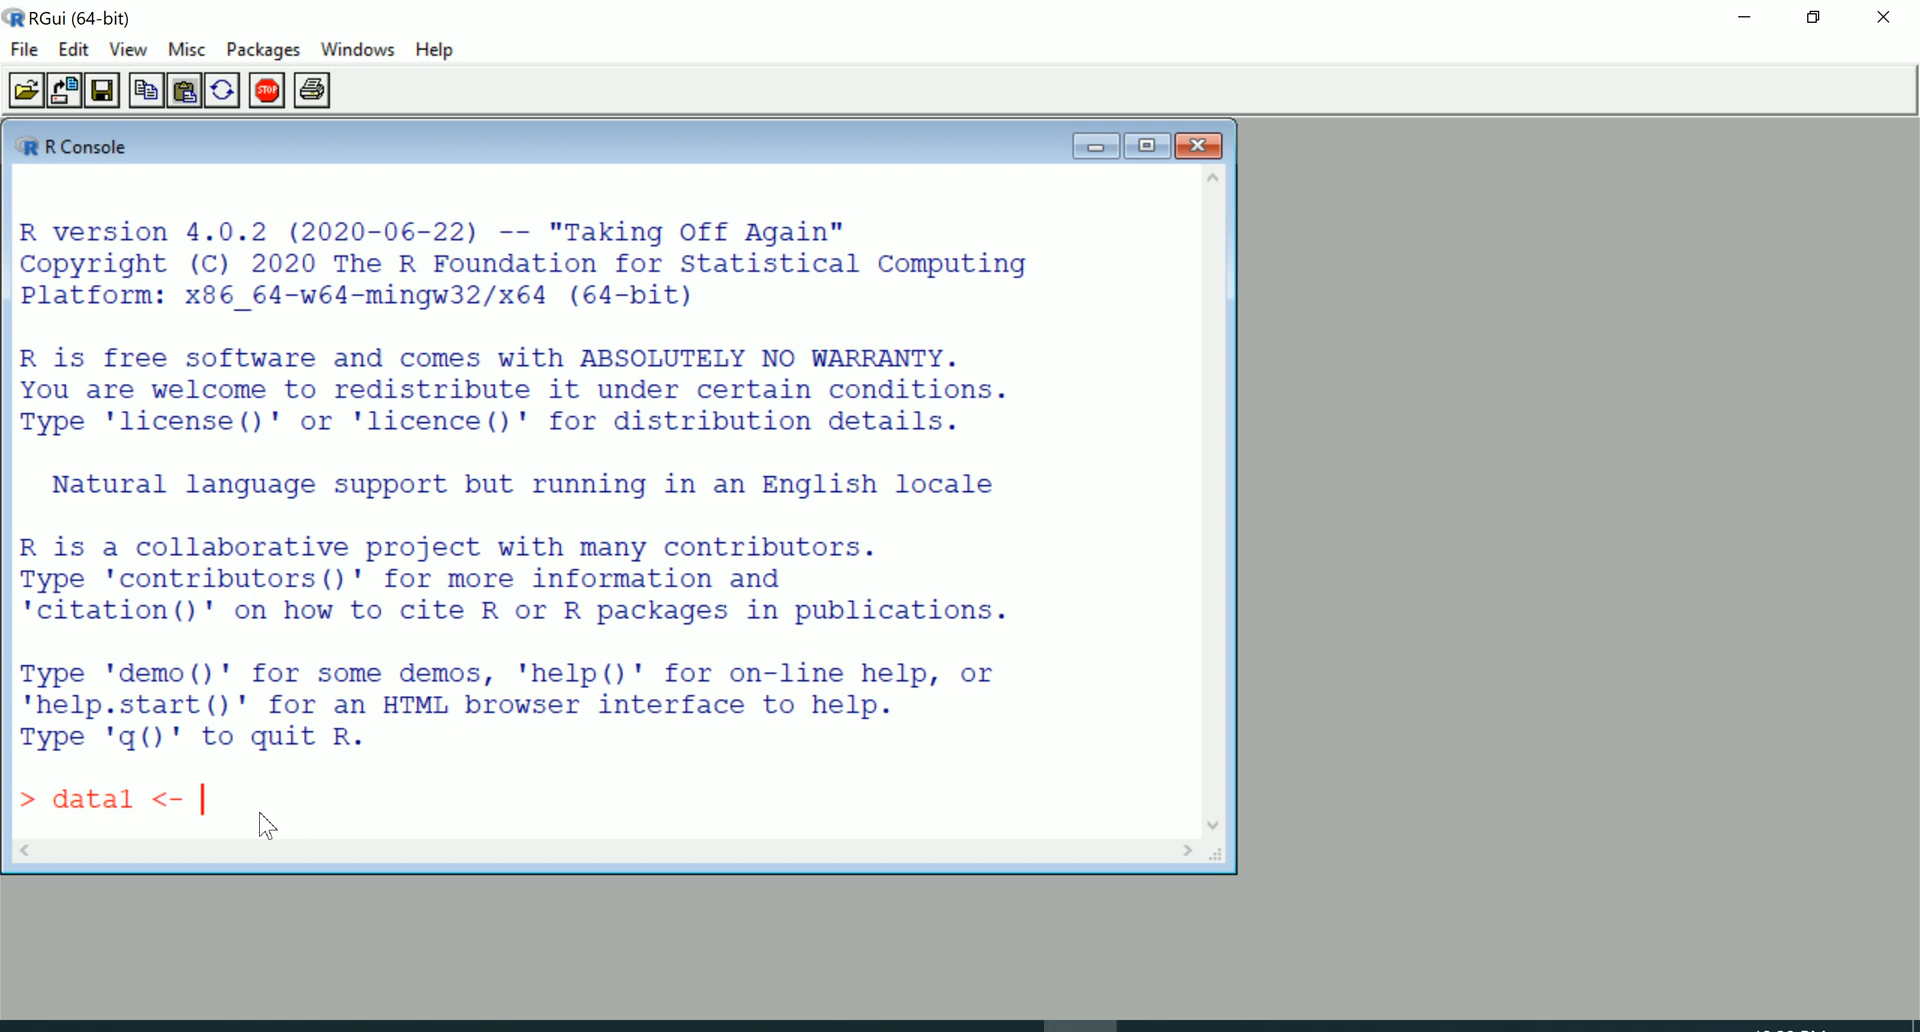 RGui (64-bit)
File Edit View Misc Packages Windows Help
STOP
R Console
R version 4.0.2 (2020-06-22) -- "Taking Off Again"
Copyright (C) 2020 The R Foundation for Statistical Computing
Platform: x86_64-w64-mingw32/x64 (64-bit)
R is free software and comes with ABSOLUTELY NO WARRANTY.
You are welcome to redistribute it under certain conditions.
Type 'license()' or 'licence()' for distribution details.
Natural language support but running in an English locale
R is a collaborative project with many contributors.
Type 'contributors()' for more information and
'citation()' on how to cite R or R packages in publications.
Type 'demo()' for some demos, 'help()' for on-line help, or
'help.start()' for an HTML browser interface to help.
Type 'q()' to quit R.
> data1 <-